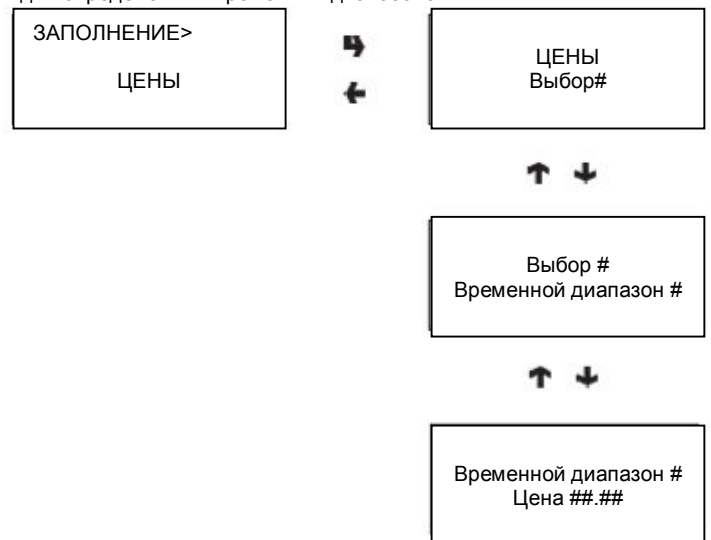 ЗАПОЛНЕНИЕ>
ЦЕНЫ
ЦЕНЫ
Выбор#
Выбор #
Временной диапазон #
Временной диапазон #
Цена ##.##